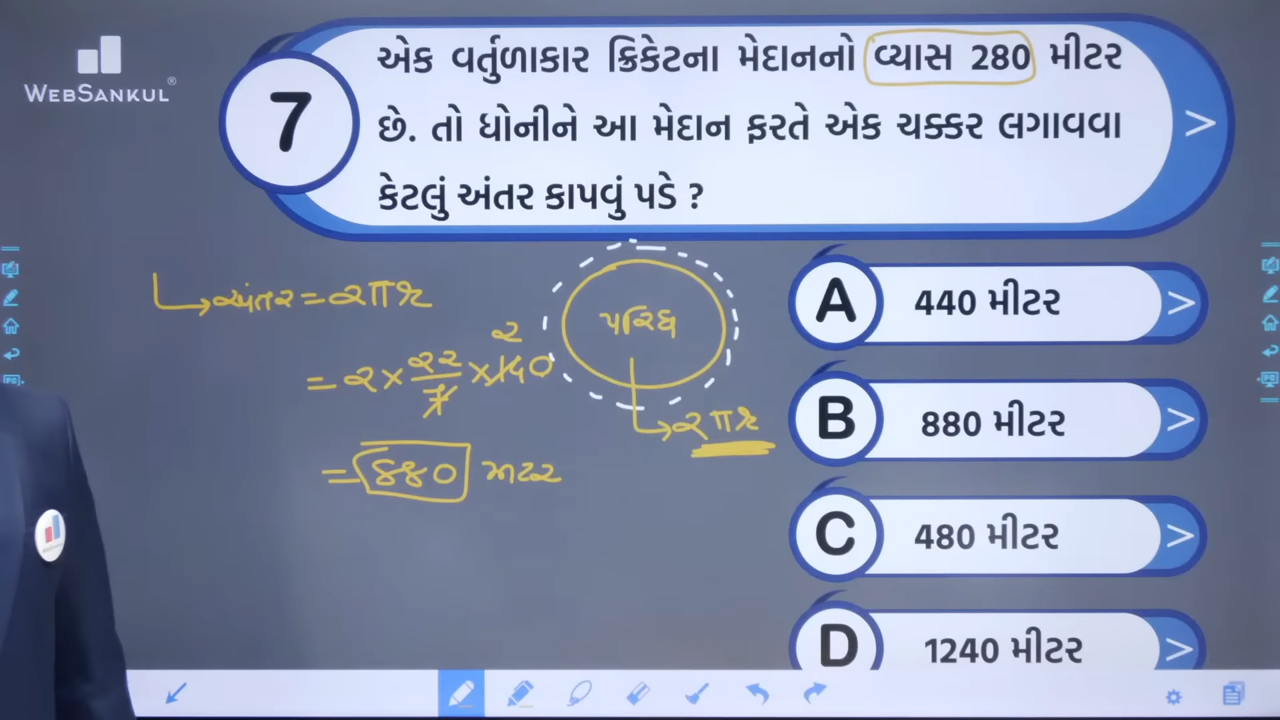 WEBSANKUL®
7
એક વર્તુળાકાર ક્રિકેટના મેદાનનો વ્યાસ 280 મીટર
છે. તો ધોનીને આ મેદાન ફરતે એક ચક્કર લગાવવા
કેટલું અંતર કાપવું પડે ?
>
અંતર = 2πr
= 2 × 22/7 × 140
2
= 880 મીટર
પરિઘ
2πr
A 440 મીટર >
B 880 મીટર >
C 480 મીટર >
D 1240 મીટર >